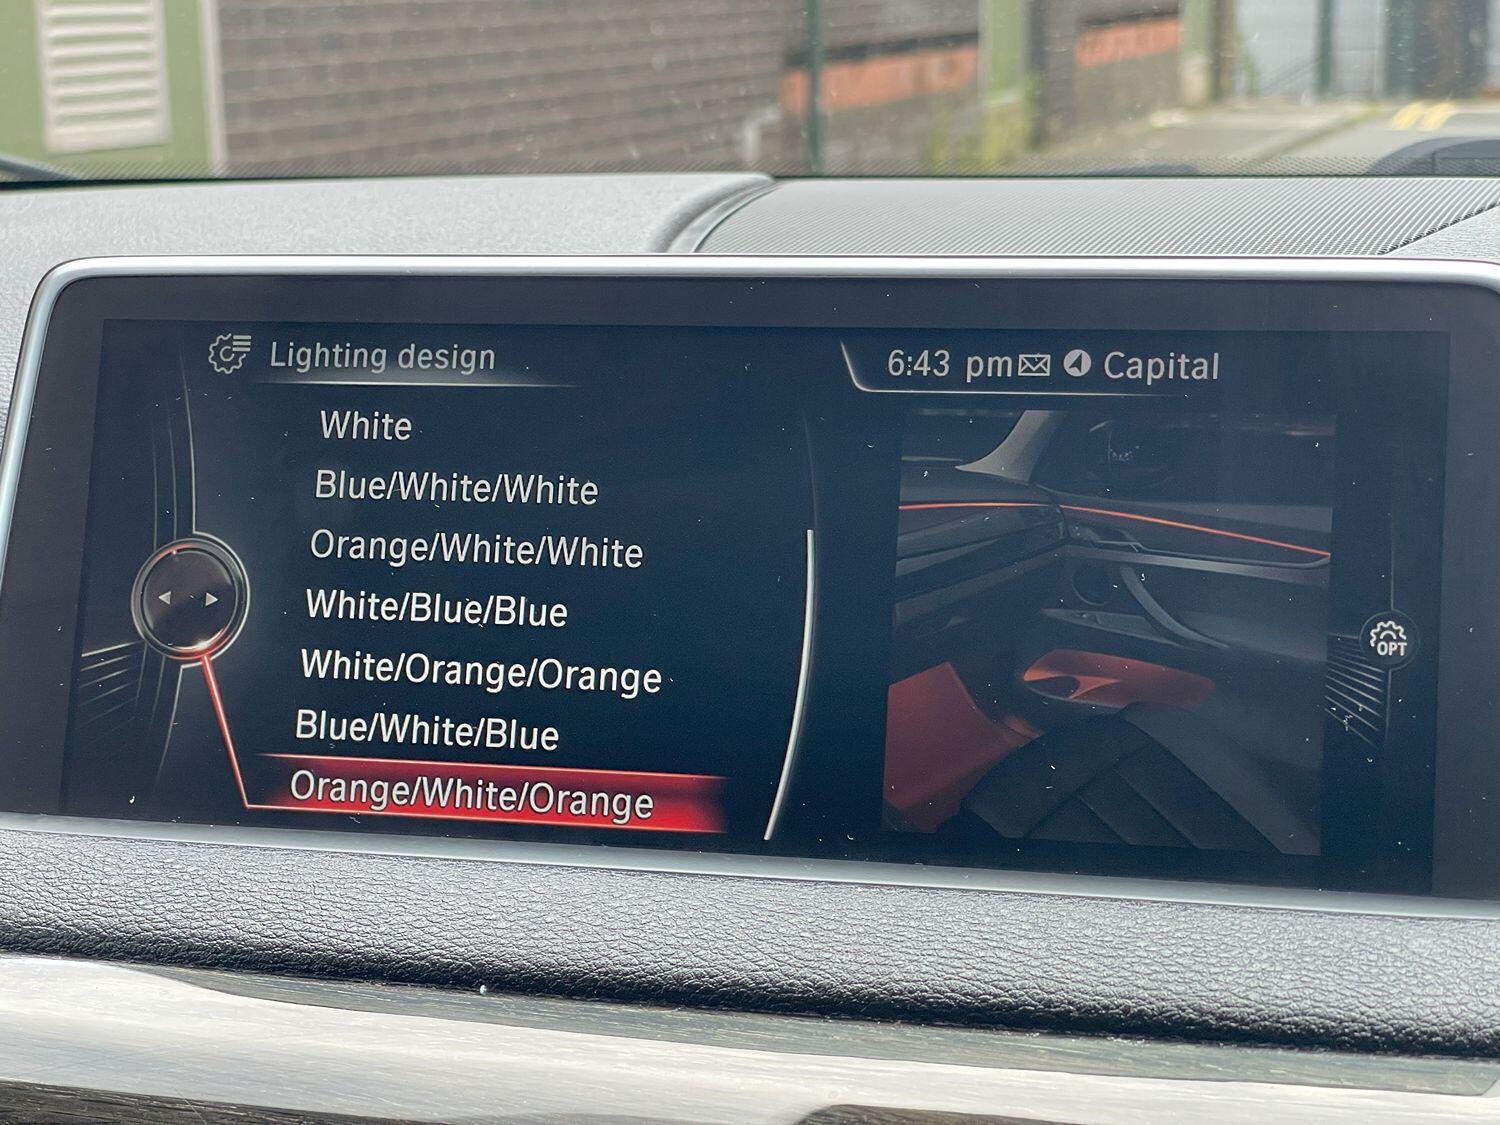 Lighting design
6:43 pm Capital
White
Blue/White/White
Orange/White/White
White/Blue/Blue
White/Orange/Orange
Blue/White/Blue
Orange/White/Orange
OPT